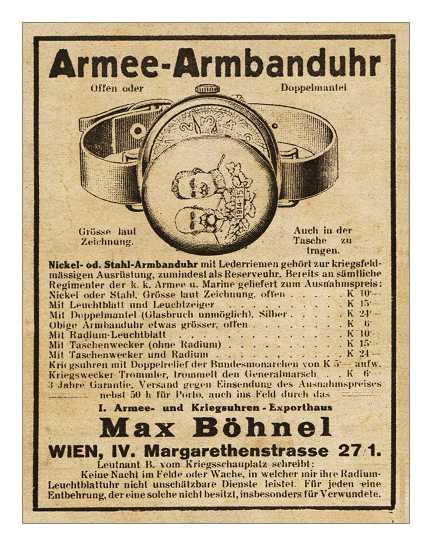 Armee-Armbanduhr
Offen oder Doppelmantel
1914-15
Grösse laut Zeichnung.
Auch in der Tasche zu tragen.
Nickel- od. Stahl-Armbanduhr mit Lederriemen gehört zur kriegsfeld-
mässigen Ausrüstung, zumindest als Reserveuhr. Bereits an sämtliche
Regimenter der k. k. Armee u. Marine geliefert zum Ausnahmspreis:
Nickel oder Stahl, Grösse laut Zeichnung, offen . . . . . K 10·—
Mit Leuchtblatt und Leuchtzeiger . . . . . K 15·—
Mit Doppelmantel (Glasbruch unmöglich), Silber . . . . . K 24·—
Obige Armbanduhr etwas grösser, offen . . . . . K 6·—
Mit Radium-Leuchtblatt . . . . . K 10·—
Mit Taschenwecker (ohne Radium) . . . . . K 15·—
Mit Taschenwecker und Radium . . . . . K 24·—
Kriegsuhren mit Doppelrelief der Bundesmonarchen von K 5·— aufw.
Kriegswecker Trommler, trommelt den Generalmarsch . . K 6·—
3 Jahre Garantie. Versand gegen Einsendung des Ausnahmspreises
nebst 50 h für Porto, auch ins Feld durch das
I. Armee- und Kriegsuhren-Exporthaus
Max Böhnel
WIEN, IV. Margarethenstrasse 27/1.
Leutnant B. vom Kriegsschauplatz schreibt:
Keine Nacht im Felde oder Wache, in welcher mir ihre Radium-
Leuchtblattuhr nicht unschätzbare Dienste leistet. Für jeden eine
Entbehrung, der eine solche nicht besitzt, insbesonders für Verwundete.